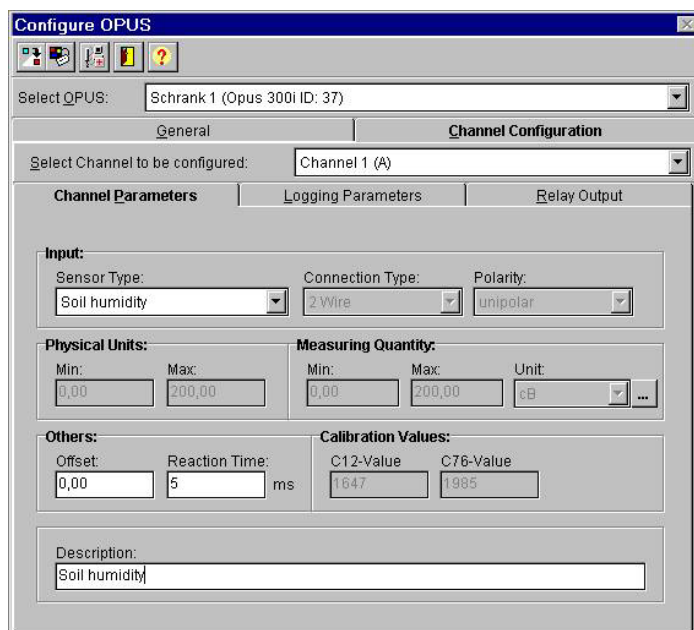 Configure OPUS
Select OPUS: Schrank 1 (Opus 300i ID: 37)
General Channel Configuration
Select Channel to be configured: Channel 1 (A)
Channel Parameters Logging Parameters Relay Output
Input:
Sensor Type: Connection Type: Polarity:
Soil humidity 2 Wire unipolar
Physical Units: Measuring Quantity:
Min: Max: Min: Max: Unit:
0,00 200,00 0,00 200,00 cB ...
Others: Calibration Values:
Offset: Reaction Time: C12-Value C76-Value
0,00 5 ms 1647 1985
Description:
Soil humidity